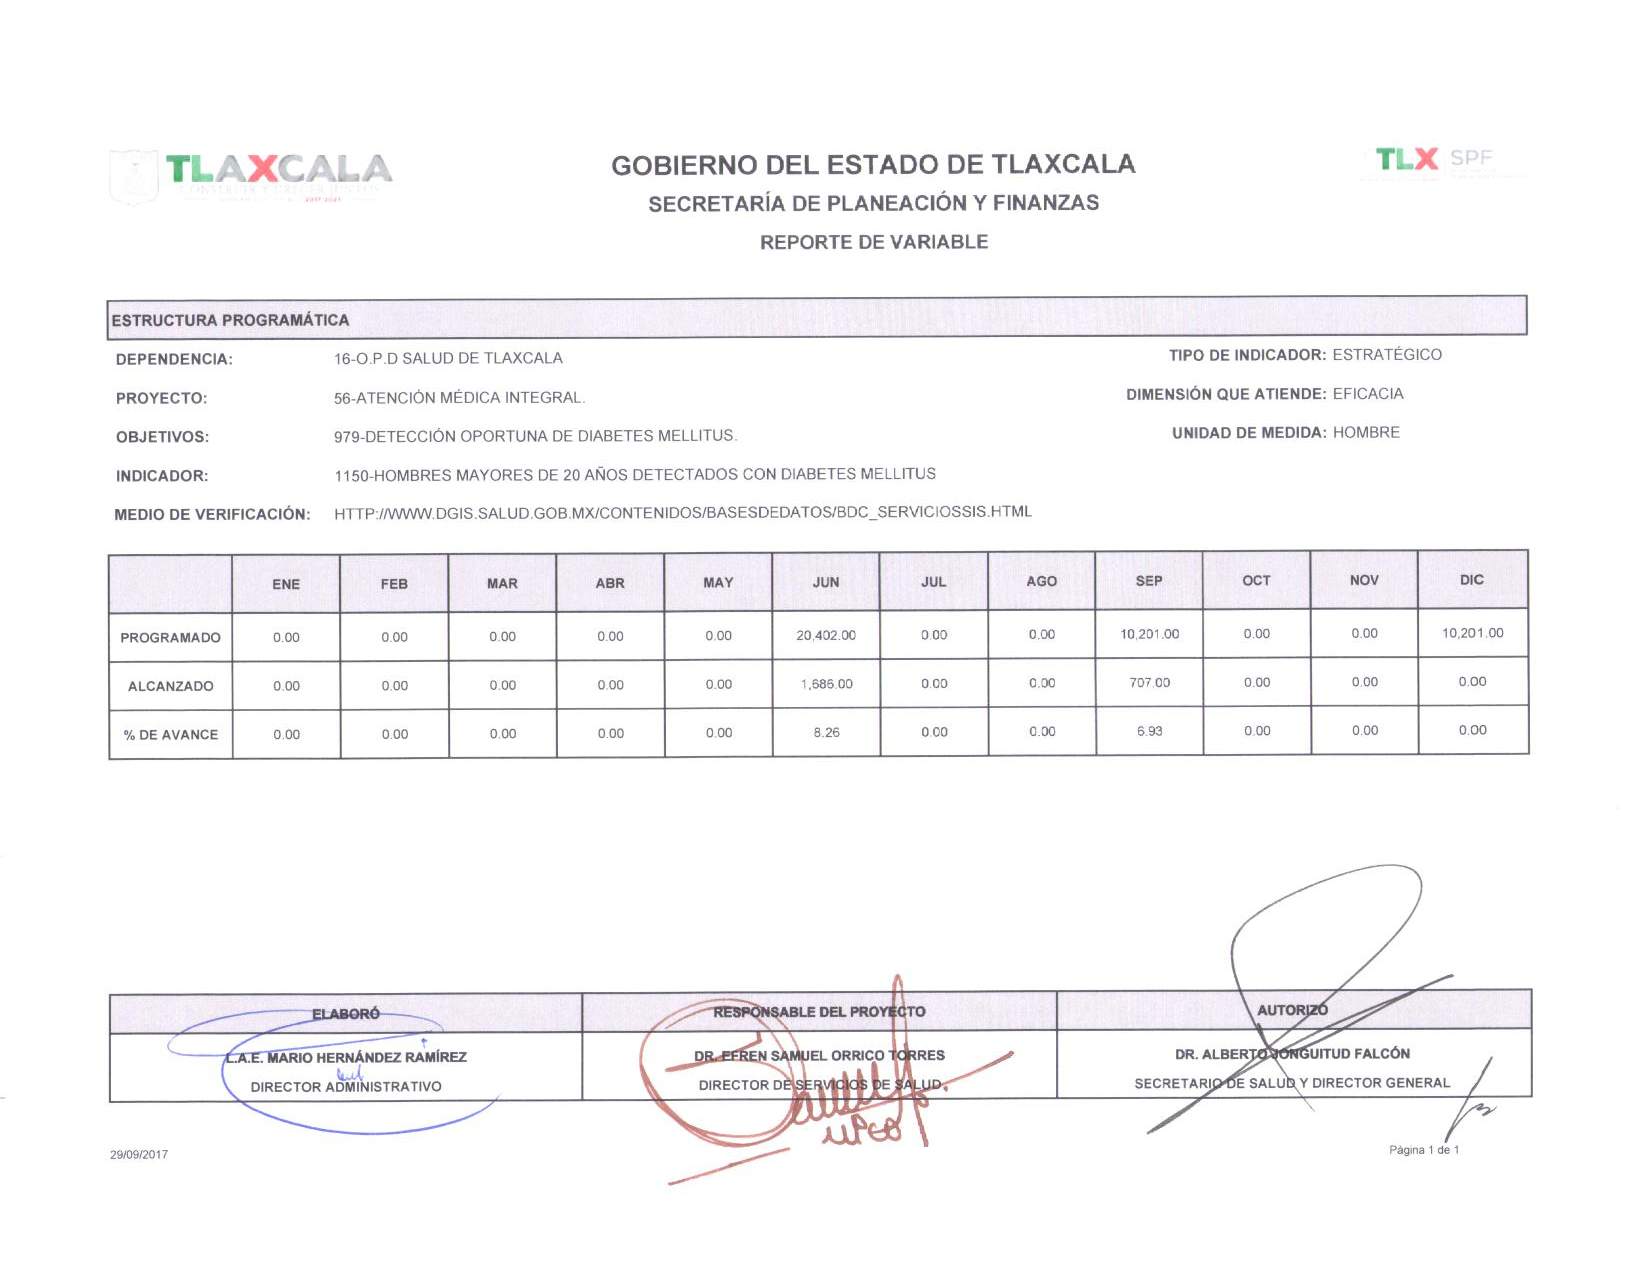 TLAXCALA
CONSTRUIR Y CRECER JUNTOS
2017-2021
GOBIERNO DEL ESTADO DE TLAXCALA
SECRETARÍA DE PLANEACIÓN Y FINANZAS
REPORTE DE VARIABLE
TLX SPF
ESTRUCTURA PROGRAMÁTICA
DEPENDENCIA: 16-O.P.D SALUD DE TLAXCALA TIPO DE INDICADOR: ESTRATÉGICO
PROYECTO: 56-ATENCIÓN MÉDICA INTEGRAL. DIMENSIÓN QUE ATIENDE: EFICACIA
OBJETIVOS: 979-DETECCIÓN OPORTUNA DE DIABETES MELLITUS. UNIDAD DE MEDIDA: HOMBRE
INDICADOR: 1150-HOMBRES MAYORES DE 20 AÑOS DETECTADOS CON DIABETES MELLITUS
MEDIO DE VERIFICACIÓN: HTTP://WWW.DGIS.SALUD.GOB.MX/CONTENIDOS/BASESDEDATOS/BDC_SERVICIOSSIS.HTML
ENE FEB MAR ABR MAY JUN JUL AGO SEP OCT NOV DIC
PROGRAMADO 0.00 0.00 0.00 0.00 0.00 20,402.00 0.00 0.00 10,201.00 0.00 0.00 10,201.00
ALCANZADO 0.00 0.00 0.00 0.00 0.00 1,686.00 0.00 0.00 707.00 0.00 0.00 0.00
% DE AVANCE 0.00 0.00 0.00 0.00 0.00 8.26 0.00 0.00 6.93 0.00 0.00 0.00
ELABORÓ RESPONSABLE DEL PROYECTO AUTORIZÓ
L.A.E. MARIO HERNÁNDEZ RAMÍREZ DR. EFREN SAMUEL ORRICO TORRES DR. ALBERTO JONGUITUD FALCÓN
DIRECTOR ADMINISTRATIVO DIRECTOR DE SERVICIOS DE SALUD. SECRETARIO DE SALUD Y DIRECTOR GENERAL
29/09/2017 Página 1 de 1